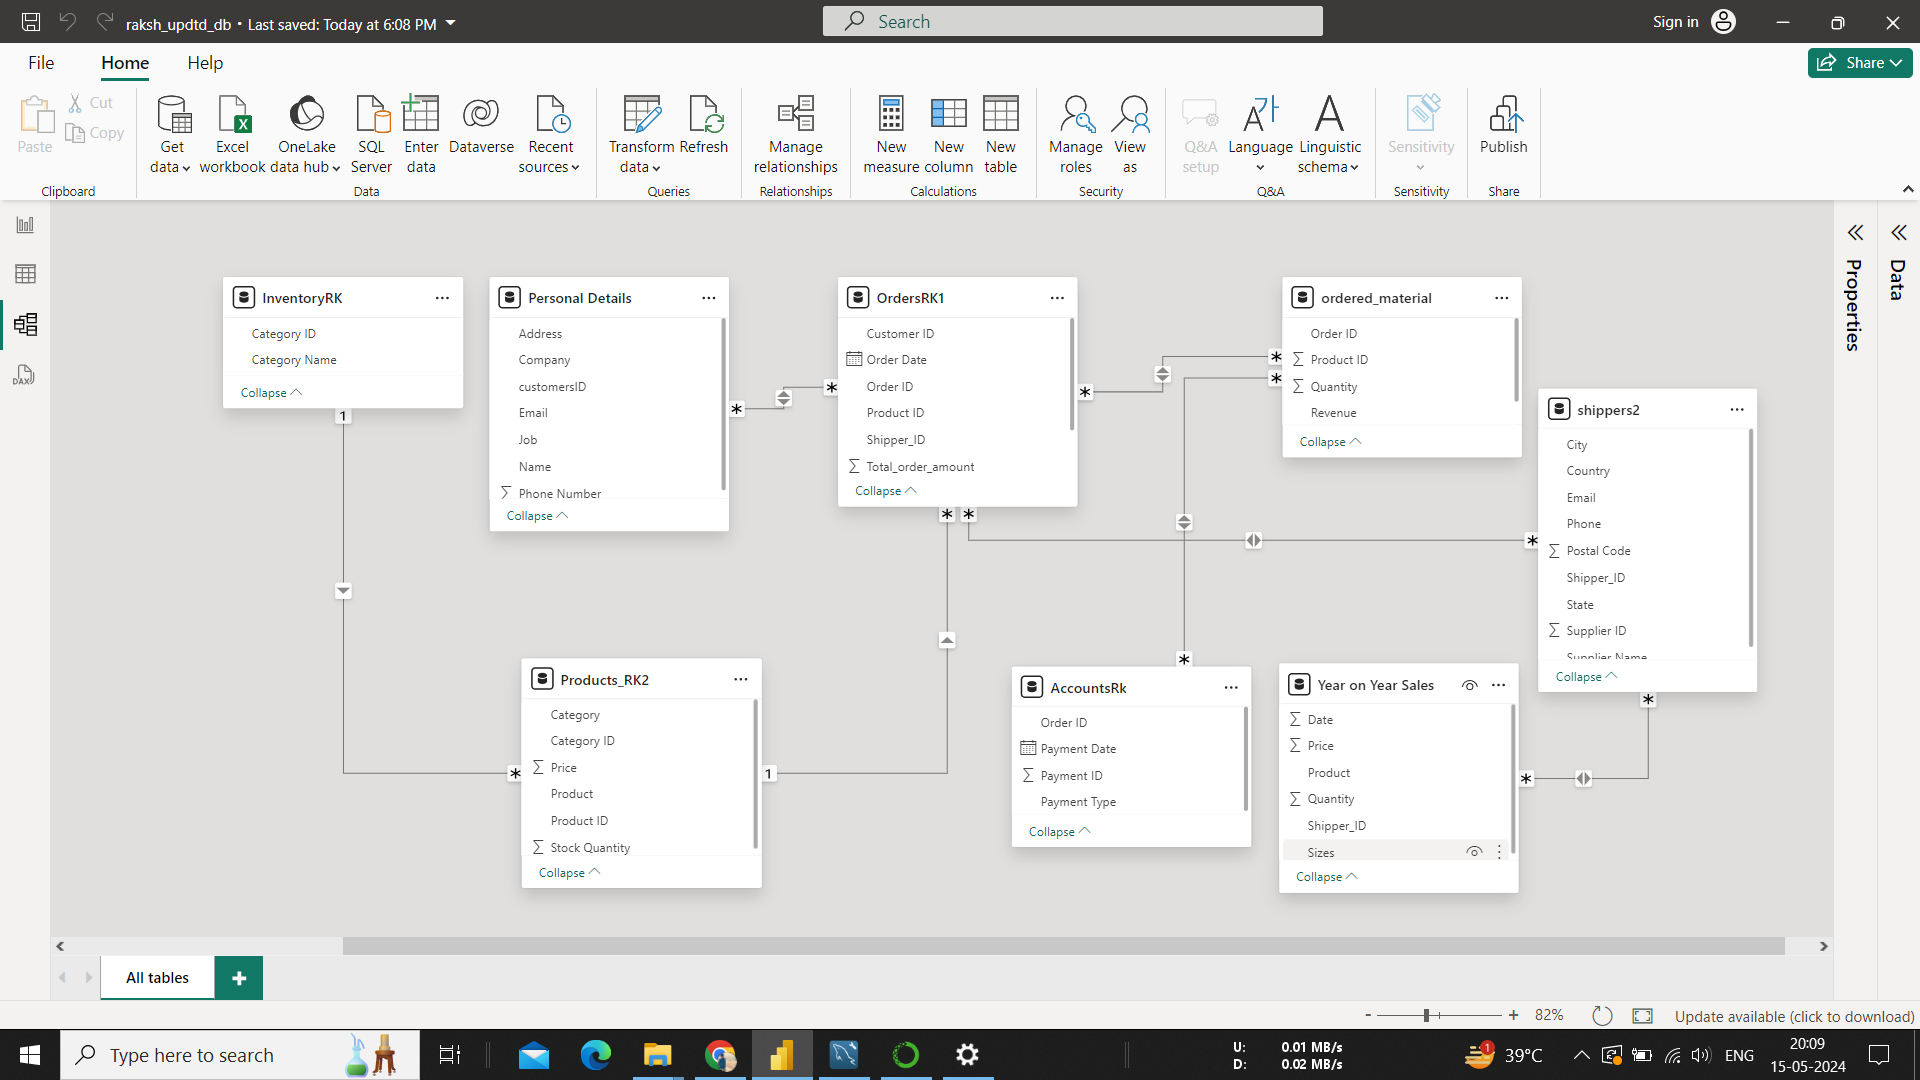 raksh_updtd_db • Last saved: Today at 6:08 PM
Search
Sign in
File
Home
Help
Share
Paste
Cut
Copy
Clipboard
Get data
Excel workbook
OneLake data hub
SQL Server
Enter data
Dataverse
Recent sources
Data
Transform data
Refresh
Queries
Manage relationships
Relationships
New measure
New column
New table
Calculations
Manage roles
View as
Security
Q&A setup
Language
Linguistic schema
Q&A
Sensitivity
Sensitivity
Publish
Share
DAX
Properties
Data
InventoryRK
Category ID
Category Name
Collapse
1
Personal Details
Address
Company
customersID
Email
Job
Name
Phone Number
Collapse
*
*
OrdersRK1
Customer ID
Order Date
Order ID
Product ID
Shipper_ID
Total_order_amount
Collapse
*
*
*
ordered_material
Order ID
Product ID
Quantity
Revenue
Collapse
*
*
shippers2
City
Country
Email
Phone
Postal Code
Shipper_ID
State
Supplier ID
Supplier Name
Collapse
*
*
Products_RK2
Category
Category ID
Price
Product
Product ID
Stock Quantity
Collapse
*
1
AccountsRk
Order ID
Payment Date
Payment ID
Payment Type
Collapse
*
Year on Year Sales
Date
Price
Product
Quantity
Shipper_ID
Sizes
Collapse
*
All tables
+
- + 82%
Update available (click to download)
Type here to search
U: 0.01 MB/s
D: 0.02 MB/s
1
39°C
ENG
20:09
15-05-2024